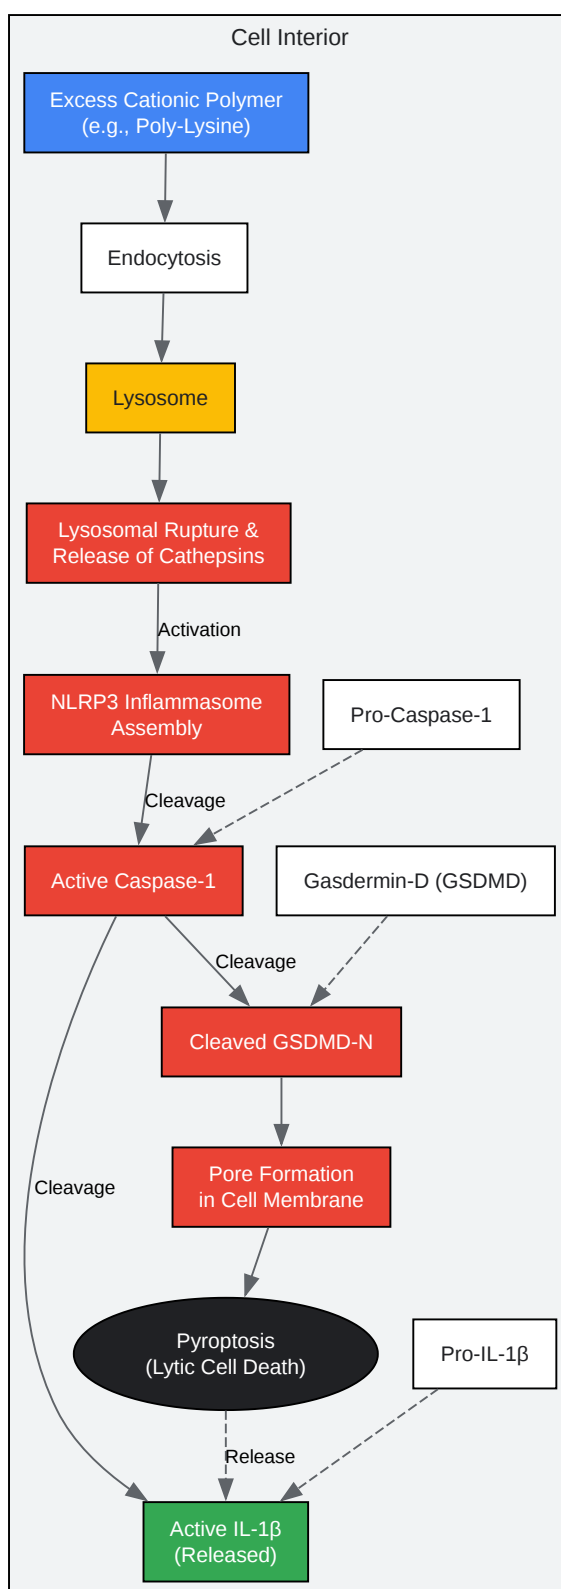 Cell Interior
Excess Cationic Polymer
(e.g., Poly-Lysine)
Endocytosis
Lysosome
Lysosomal Rupture &
Release of Cathepsins
Activation
NLRP3 Inflammasome
Assembly
Pro-Caspase-1
Cleavage
Active Caspase-1
Gasdermin-D (GSDMD)
Cleavage
Cleaved GSDMD-N
Pore Formation
in Cell Membrane
Cleavage
Pyroptosis
(Lytic Cell Death)
Pro-IL-1β
Release
Active IL-1β
(Released)